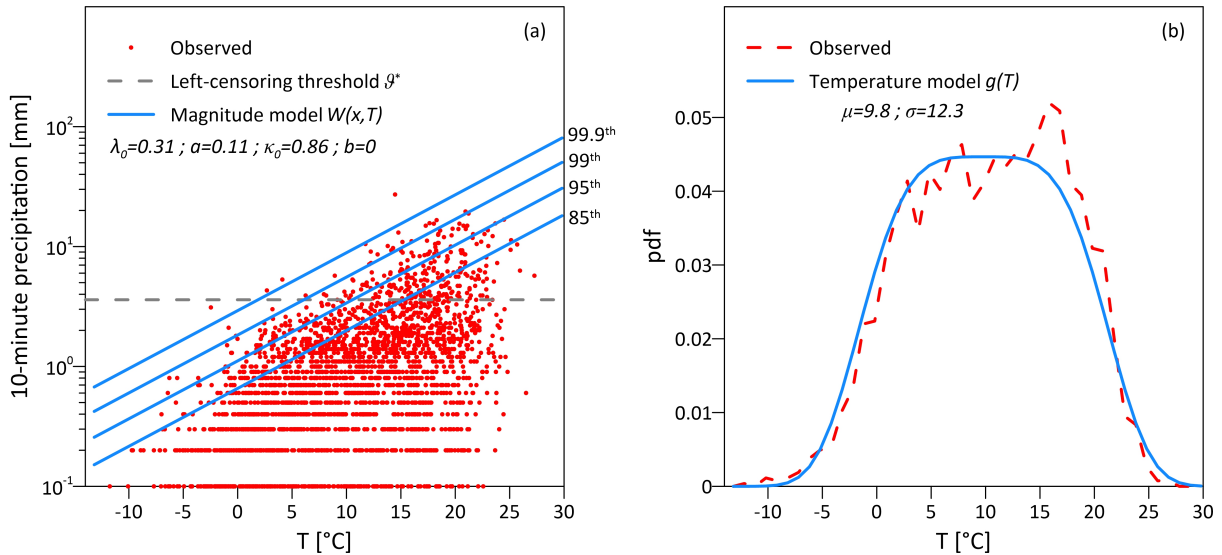 (a)
Observed
Left-censoring threshold ϑ*
Magnitude model W(x,T)
λ0=0.31 ; a=0.11 ; κ0=0.86 ; b=0
99.9th
99th
95th
85th
10-minute precipitation [mm]
10²
10¹
10⁰
10⁻¹
-10 -5 0 5 10 15 20 25 30
T [°C]
(b)
Observed
Temperature model g(T)
μ=9.8 ; σ=12.3
pdf
0.05
0.04
0.03
0.02
0.01
0
-10 -5 0 5 10 15 20 25 30
T [°C]